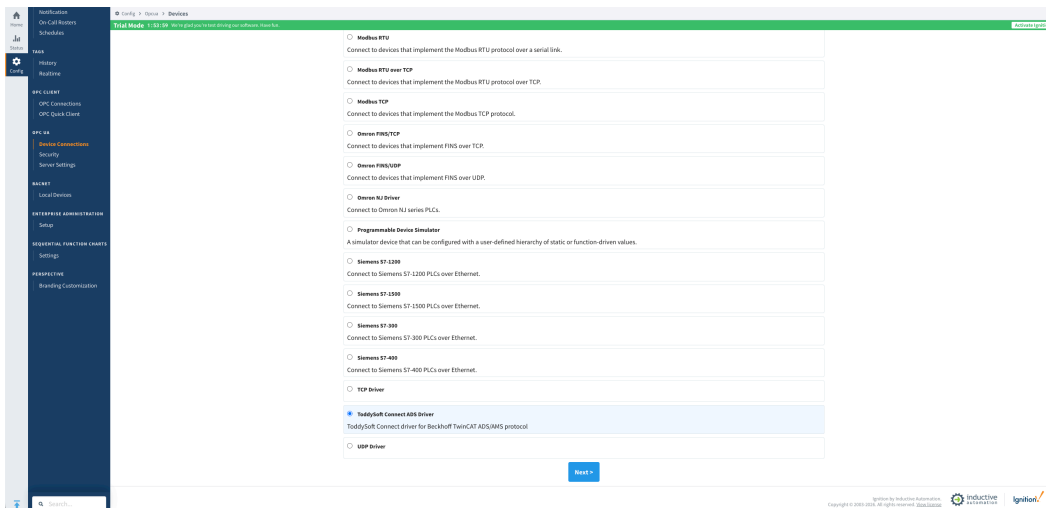 Home
Status
Config
Notification
On-Call Rosters
Schedules
TAGS
History
Realtime
OPC CLIENT
OPC Connections
OPC Quick Client
OPC UA
Device Connections
Security
Server Settings
BACNET
Local Devices
ENTERPRISE ADMINISTRATION
Setup
SEQUENTIAL FUNCTION CHARTS
Settings
PERSPECTIVE
Branding Customization
Search...
Config > Opcua > Devices
Trial Mode 1:53:59 We're glad you're test driving our software. Have fun.
Activate Ignit
Modbus RTU
Connect to devices that implement the Modbus RTU protocol over a serial link.
Modbus RTU over TCP
Connect to devices that implement the Modbus RTU protocol over TCP.
Modbus TCP
Connect to devices that implement the Modbus TCP protocol.
Omron FINS/TCP
Connect to devices that implement FINS over TCP.
Omron FINS/UDP
Connect to devices that implement FINS over UDP.
Omron NJ Driver
Connect to Omron NJ series PLCs.
Programmable Device Simulator
A simulator device that can be configured with a user-defined hierarchy of static or function-driven values.
Siemens S7-1200
Connect to Siemens S7-1200 PLCs over Ethernet.
Siemens S7-1500
Connect to Siemens S7-1500 PLCs over Ethernet.
Siemens S7-300
Connect to Siemens S7-300 PLCs over Ethernet.
Siemens S7-400
Connect to Siemens S7-400 PLCs over Ethernet.
TCP Driver
ToddySoft Connect ADS Driver
ToddySoft Connect driver for Beckhoff TwinCAT ADS/AMS protocol
UDP Driver
Next >
Ignition by Inductive Automation.
Copyright © 2003-2026. All rights reserved. View license
inductive automation
Ignition!